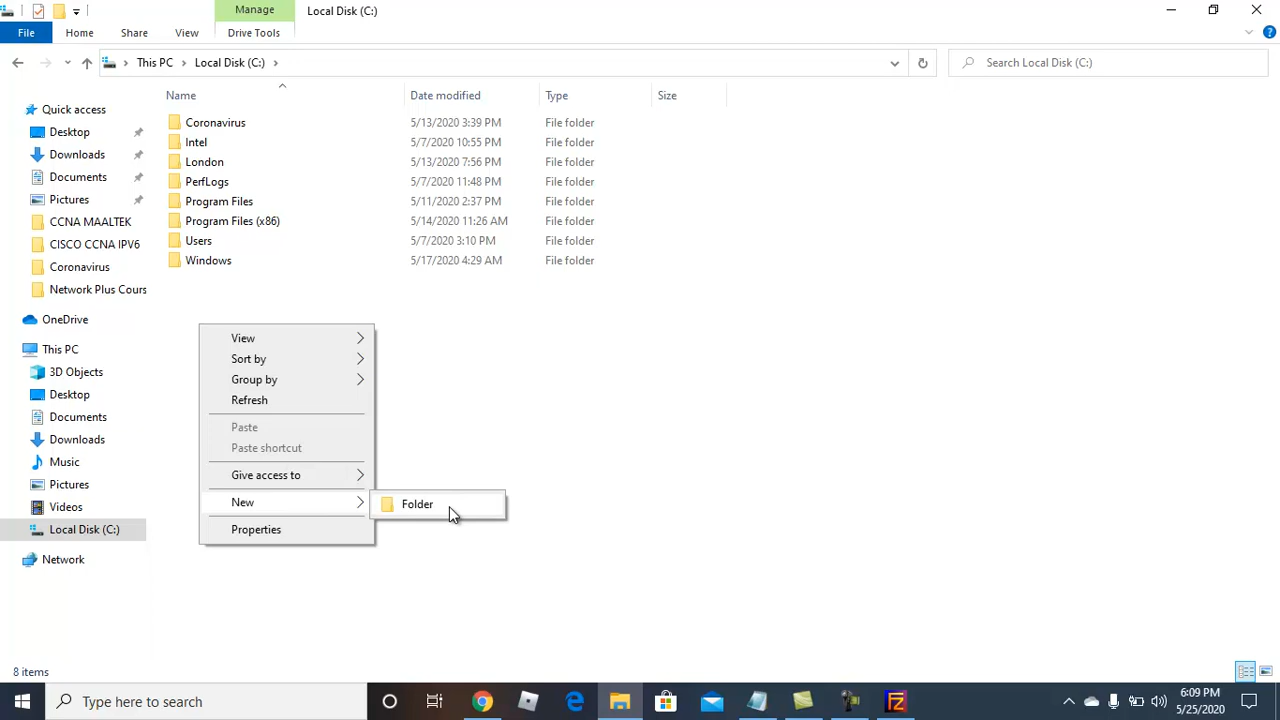 Manage
Local Disk (C:)
File
Home
Share
View
Drive Tools
This PC
Local Disk (C:)
Search Local Disk (C:)
Name
Date modified
Type
Size
Coronavirus
5/13/2020 3:39 PM
File folder
Intel
5/7/2020 10:55 PM
File folder
London
5/13/2020 7:56 PM
File folder
PerfLogs
5/7/2020 11:48 PM
File folder
Program Files
5/11/2020 2:37 PM
File folder
Program Files (x86)
5/14/2020 11:26 AM
File folder
Users
5/7/2020 3:10 PM
File folder
Windows
5/17/2020 4:29 AM
File folder
Quick access
Desktop
Downloads
Documents
Pictures
CCNA MAALTEK
CISCO CCNA IPV6
Coronavirus
Network Plus Cours
OneDrive
This PC
3D Objects
Desktop
Documents
Downloads
Music
Pictures
Videos
Local Disk (C:)
Network
View
Sort by
Group by
Refresh
Paste
Paste shortcut
Give access to
New
Properties
Folder
8 items
Type here to search
6:09 PM
5/25/2020